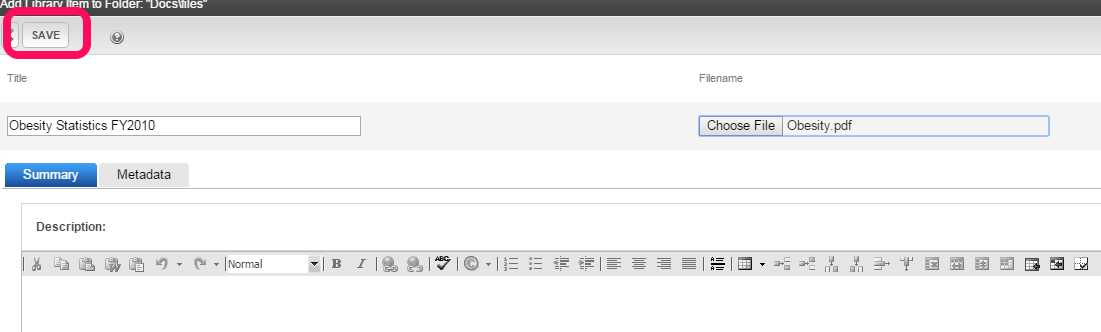 Add Library Item to Folder: "Docs\files"
SAVE
Title
Filename
Obesity Statistics FY2010
Choose File Obesity.pdf
Summary Metadata
Description:
Normal B I ABC